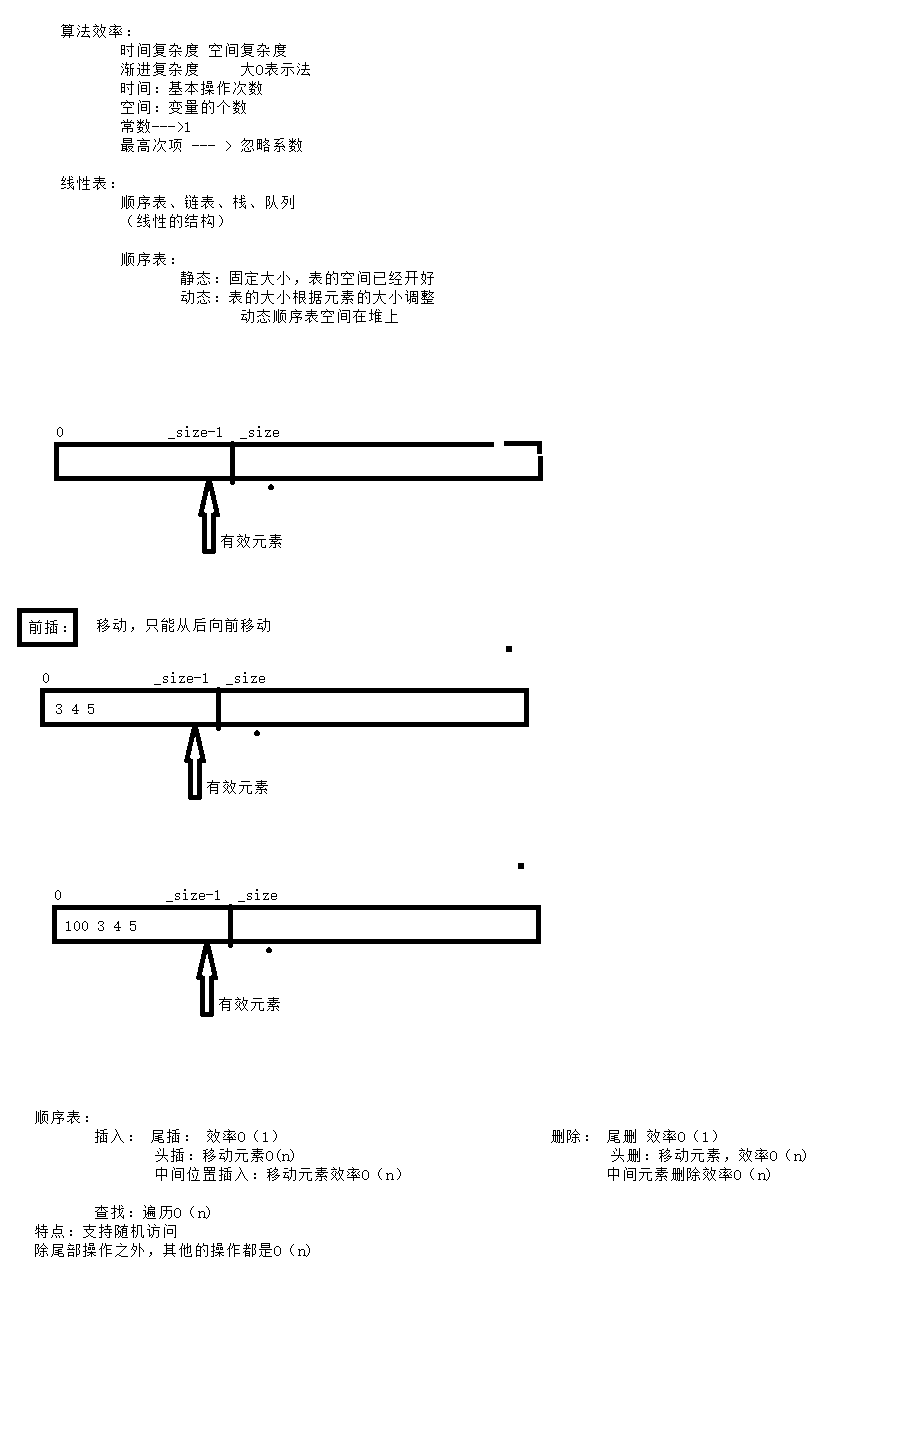 算法效率：
时间复杂度 空间复杂度
渐进复杂度 大O表示法
时间：基本操作次数
空间：变量的个数
常数--->1
最高次项 --- > 忽略系数
线性表：
顺序表、链表、栈、队列
（线性的结构）
顺序表：
静态：固定大小，表的空间已经开好
动态：表的大小根据元素的大小调整
动态顺序表空间在堆上
0 _size-1 _size
有效元素
前插： 移动，只能从后向前移动
0 _size-1 _size
3 4 5
有效元素
0 _size-1 _size
100 3 4 5
有效元素
顺序表：
插入： 尾插： 效率O（1） 删除： 尾删 效率O（1）
头插：移动元素O(n) 头删：移动元素，效率O（n)
中间位置插入：移动元素效率O（n） 中间元素删除效率O（n)
查找：遍历O（n)
特点：支持随机访问
除尾部操作之外，其他的操作都是O（n)